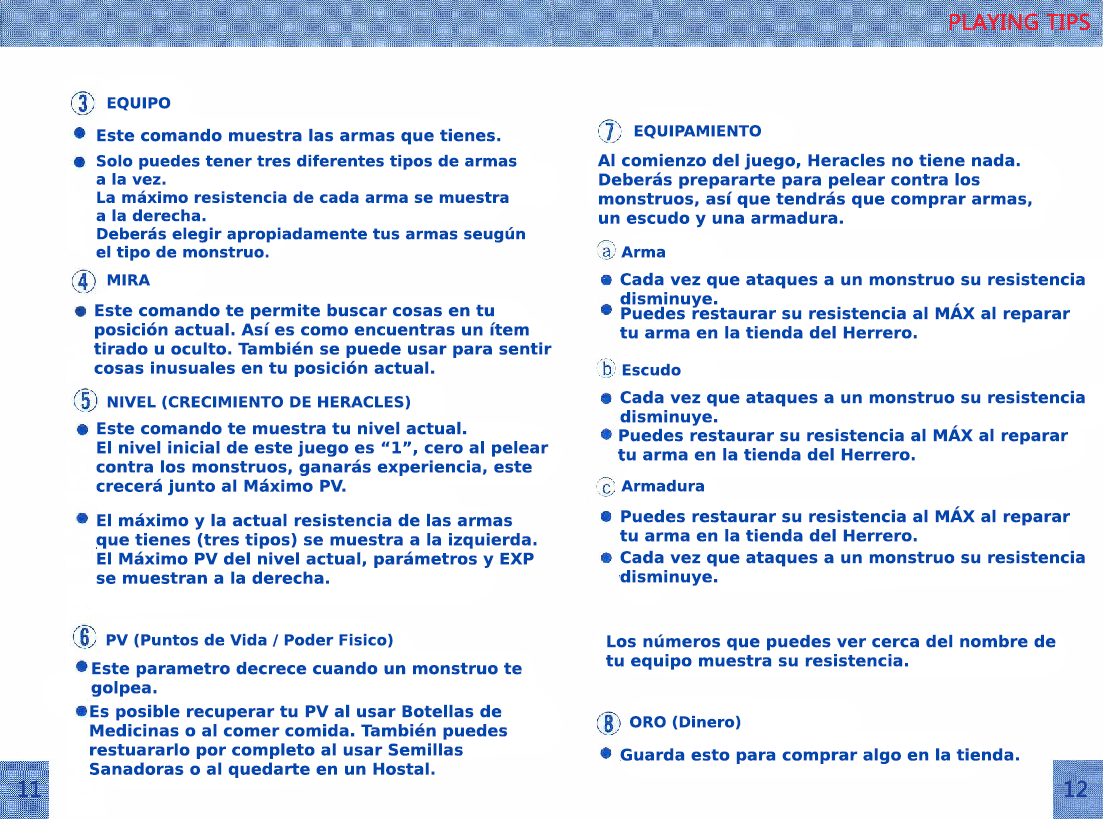 PLAYING TIPS
3 EQUIPO
● Este comando muestra las armas que tienes.
● Solo puedes tener tres diferentes tipos de armas
a la vez.
La máximo resistencia de cada arma se muestra
a la derecha.
Deberás elegir apropiadamente tus armas seugún
el tipo de monstruo.
4 MIRA
● Este comando te permite buscar cosas en tu
posición actual. Así es como encuentras un ítem
tirado u oculto. También se puede usar para sentir
cosas inusuales en tu posición actual.
5 NIVEL (CRECIMIENTO DE HERACLES)
● Este comando te muestra tu nivel actual.
El nivel inicial de este juego es “1”, cero al pelear
contra los monstruos, ganarás experiencia, este
crecerá junto al Máximo PV.
● El máximo y la actual resistencia de las armas
que tienes (tres tipos) se muestra a la izquierda.
El Máximo PV del nivel actual, parámetros y EXP
se muestran a la derecha.
6 PV (Puntos de Vida / Poder Fisico)
● Este parametro decrece cuando un monstruo te
golpea.
● Es posible recuperar tu PV al usar Botellas de
Medicinas o al comer comida. También puedes
restuararlo por completo al usar Semillas
Sanadoras o al quedarte en un Hostal.
11
7 EQUIPAMIENTO
Al comienzo del juego, Heracles no tiene nada.
Deberás prepararte para pelear contra los
monstruos, así que tendrás que comprar armas,
un escudo y una armadura.
a Arma
● Cada vez que ataques a un monstruo su resistencia
disminuye.
● Puedes restaurar su resistencia al MÁX al reparar
tu arma en la tienda del Herrero.
b Escudo
● Cada vez que ataques a un monstruo su resistencia
disminuye.
● Puedes restaurar su resistencia al MÁX al reparar
tu arma en la tienda del Herrero.
c Armadura
● Puedes restaurar su resistencia al MÁX al reparar
tu arma en la tienda del Herrero.
● Cada vez que ataques a un monstruo su resistencia
disminuye.
Los números que puedes ver cerca del nombre de
tu equipo muestra su resistencia.
8 ORO (Dinero)
● Guarda esto para comprar algo en la tienda.
12